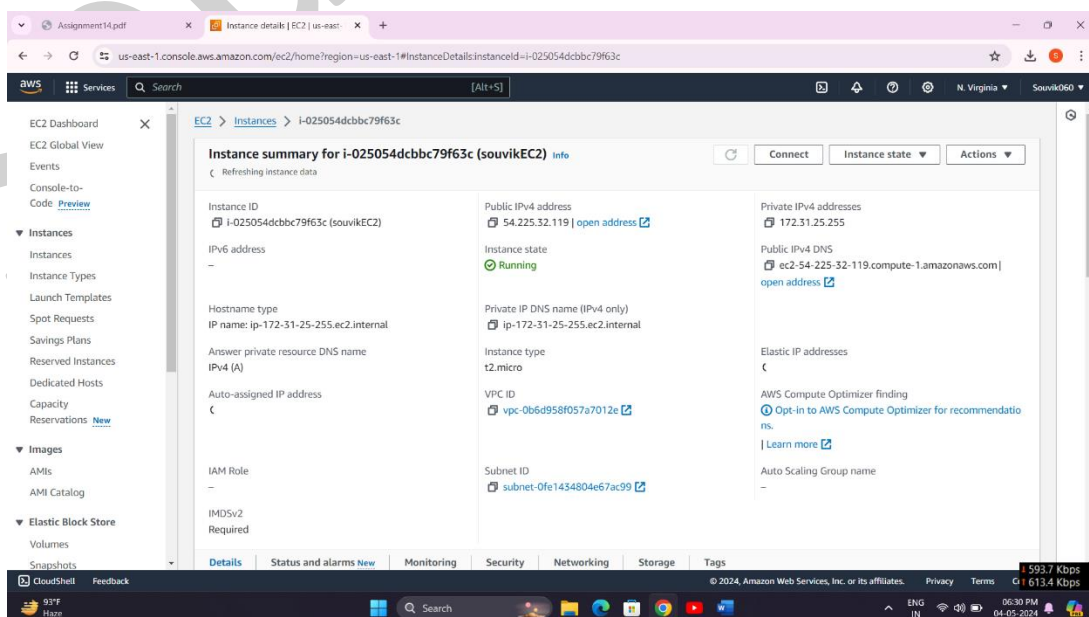 Assignment14.pdf
Instance details | EC2 | us-east-
us-east-1.console.aws.amazon.com/ec2/home?region=us-east-1#InstanceDetails:instanceId=i-025054dcbbc79f63c
aws Services Search [Alt+S] N. Virginia Souvik060
EC2 Dashboard
EC2 Global View
Events
Console-to-
Code Preview
Instances
Instances
Instance Types
Launch Templates
Spot Requests
Savings Plans
Reserved Instances
Dedicated Hosts
Capacity
Reservations New
Images
AMIs
AMI Catalog
Elastic Block Store
Volumes
Snapshots
EC2 > Instances > i-025054dcbbc79f63c
Instance summary for i-025054dcbbc79f63c (souvikEC2) Info
Refreshing instance data
Connect Instance state Actions
Instance ID
i-025054dcbbc79f63c (souvikEC2)
Public IPv4 address
54.225.32.119 | open address
Private IPv4 addresses
172.31.25.255
IPv6 address
–
Instance state
Running
Public IPv4 DNS
ec2-54-225-32-119.compute-1.amazonaws.com |
open address
Hostname type
IP name: ip-172-31-25-255.ec2.internal
Private IP DNS name (IPv4 only)
ip-172-31-25-255.ec2.internal
Answer private resource DNS name
IPv4 (A)
Instance type
t2.micro
Elastic IP addresses
Auto-assigned IP address
VPC ID
vpc-0b6d958f057a7012e
AWS Compute Optimizer finding
Opt-in to AWS Compute Optimizer for recommendatio
ns.
| Learn more
IAM Role
–
Subnet ID
subnet-0fe1434804e67ac99
Auto Scaling Group name
–
IMDSv2
Required
Details Status and alarms New Monitoring Security Networking Storage Tags
CloudShell Feedback © 2024, Amazon Web Services, Inc. or its affiliates. Privacy Terms
593.7 Kbps
613.4 Kbps
93°F
Haze
Search
ENG
IN
06:30 PM
04-05-2024